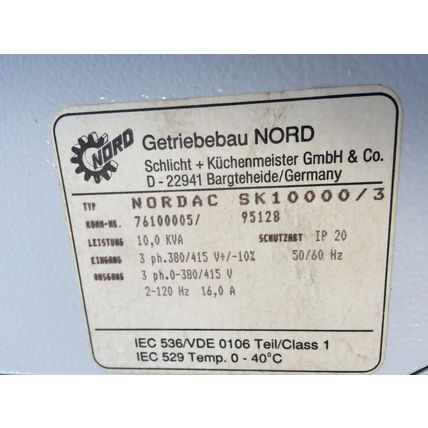 NORD
Getriebebau NORD
Schlicht + Küchenmeister GmbH & Co.
D - 22941 Bargteheide/Germany
TYP NORDAC SK10000/3
KOMM-NR. 76100005/ 95128
LEISTUNG 10,0 KVA SCHUTZART IP 20
EINGANG 3 ph.380/415 V+/-10% 50/60 Hz
AUSGANG 3 ph.0-380/415 V
2-120 Hz 16,0 A
IEC 536/VDE 0106 Teil/Class 1
IEC 529 Temp. 0 - 40°C